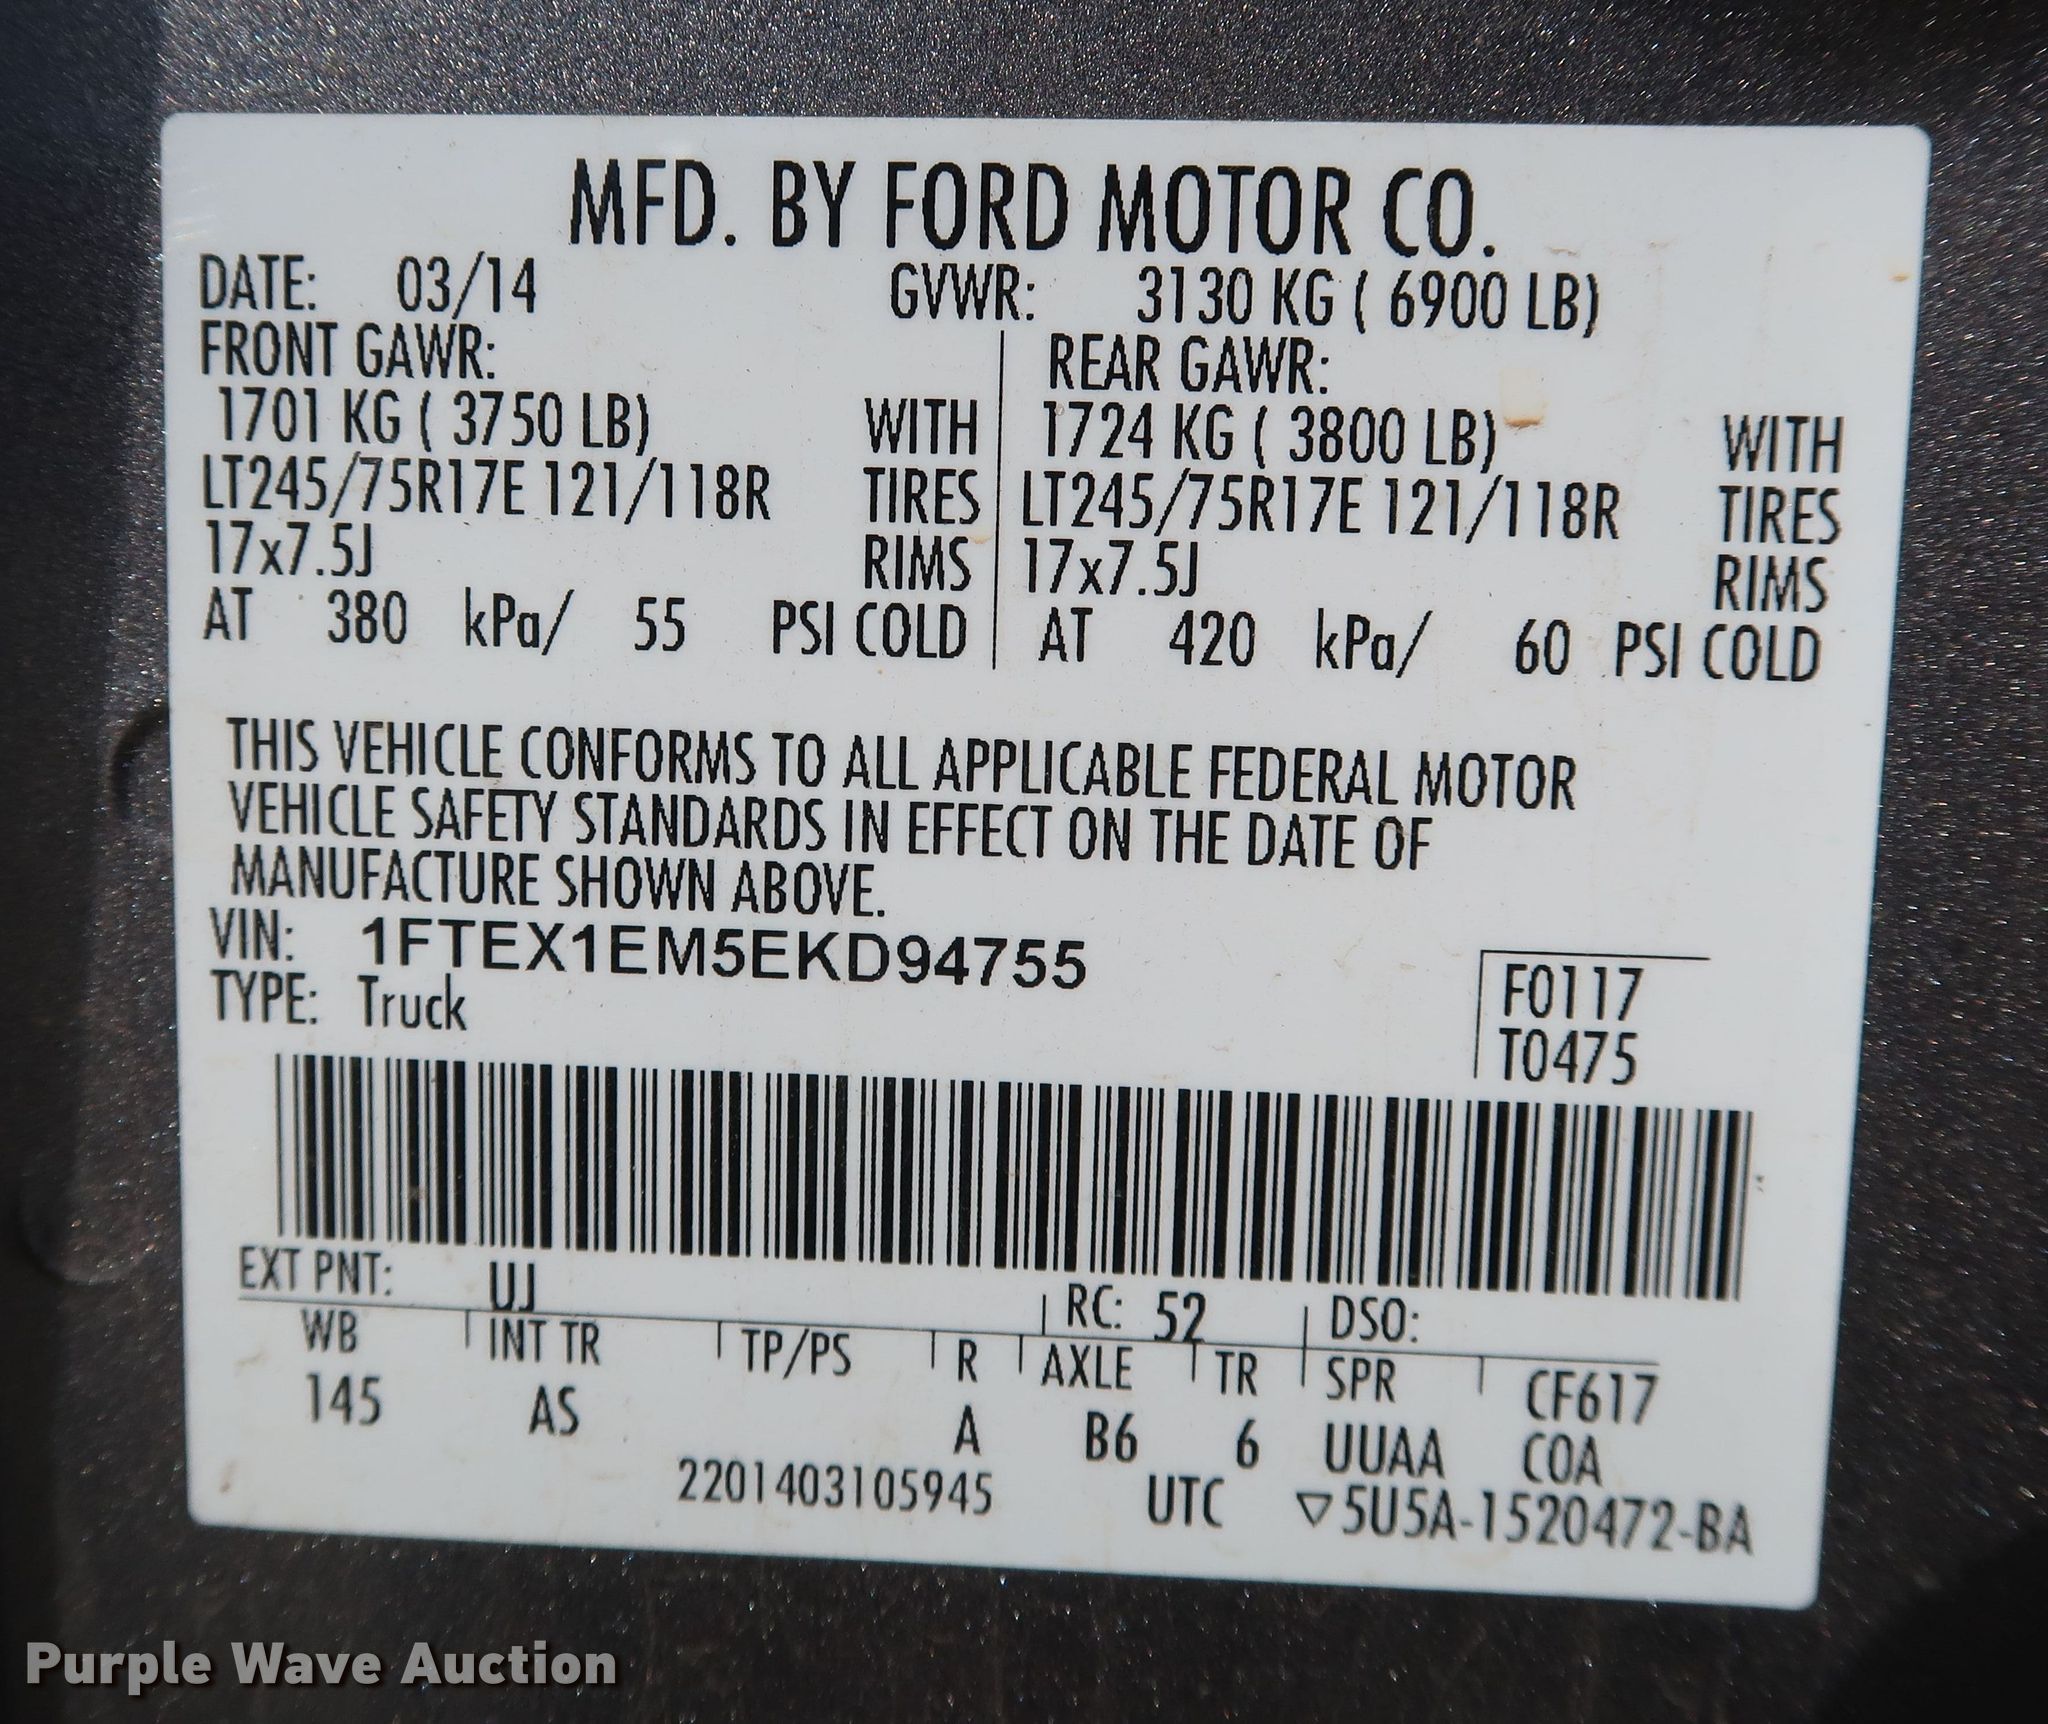 MFD. BY FORD MOTOR CO.
DATE: 03/14 GVWR: 3130 KG ( 6900 LB)
FRONT GAWR: REAR GAWR:
1701 KG ( 3750 LB) WITH 1724 KG ( 3800 LB) WITH
LT245/75R17E 121/118R TIRES LT245/75R17E 121/118R TIRES
17x7.5J RIMS 17x7.5J RIMS
AT 380 kPa/ 55 PSI COLD AT 420 kPa/ 60 PSI COLD
THIS VEHICLE CONFORMS TO ALL APPLICABLE FEDERAL MOTOR
VEHICLE SAFETY STANDARDS IN EFFECT ON THE DATE OF
MANUFACTURE SHOWN ABOVE.
VIN: 1FTEX1EM5EKD94755
F0117
TYPE: Truck
T0475
EXT PNT: UJ RC: 52 DSO:
WB INT TR TP/PS R AXLE TR SPR CF617
145 AS A B6 6 UUAA COA
2201403105945 UTC ▽5U5A-1520472-BA
Purple Wave Auction